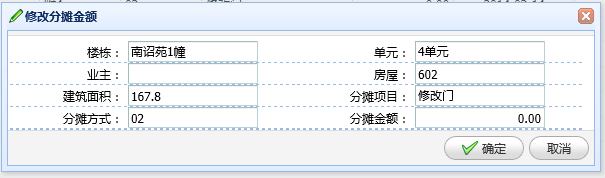 修改分摊金额
楼栋： 南诏苑1幢 单元： 4单元
业主： 房屋： 602
建筑面积： 167.8 分摊项目： 修改门
分摊方式： 02 分摊金额： 0.00
确定 取消